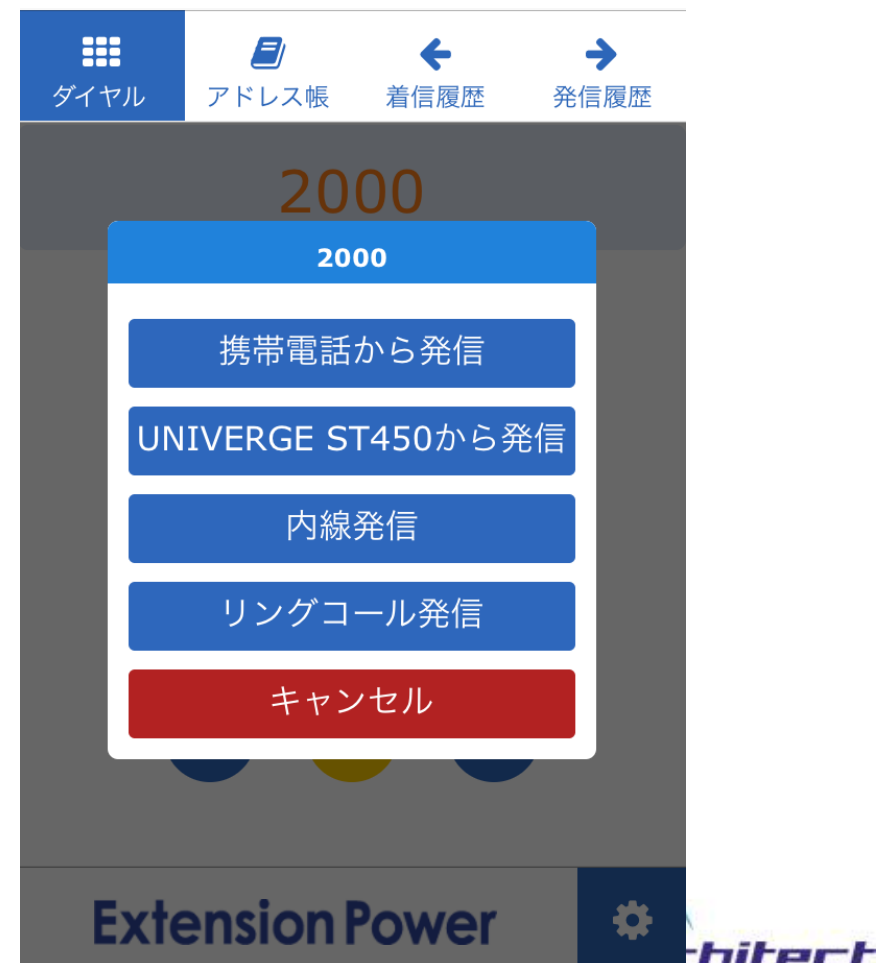 ダイヤル アドレス帳 着信履歴 発信履歴
2000
2000
携帯電話から発信
UNIVERGE ST450から発信
内線発信
リングコール発信
キャンセル
Extension Power